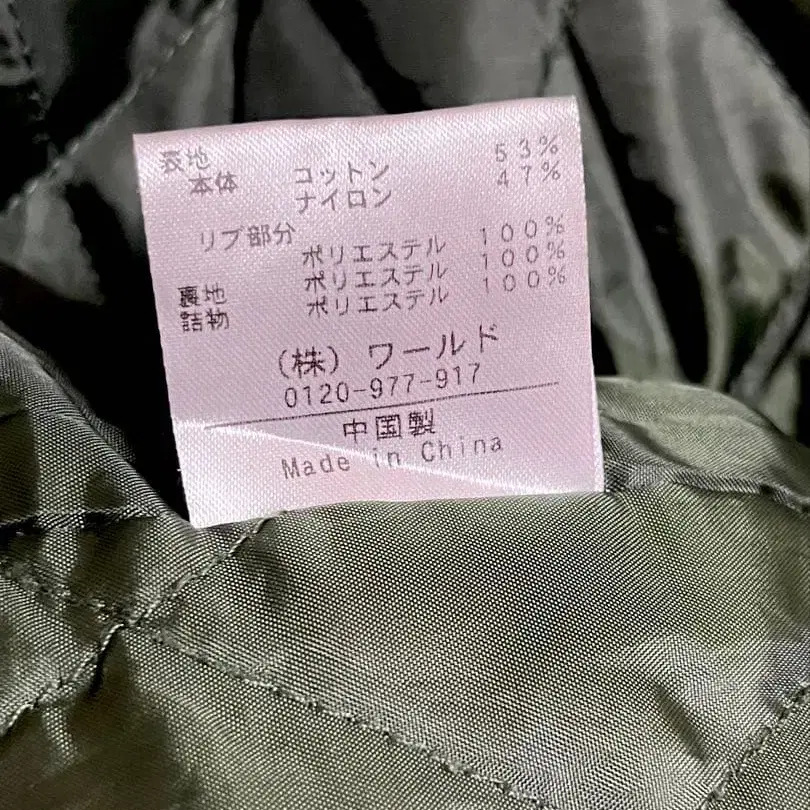 表地
本体 コットン 53%
ナイロン 47%
リブ部分
ポリエステル 100%
裏地 ポリエステル 100%
詰物 ポリエステル 100%
(株) ワールド
0120-977-917
中国製
Made in China